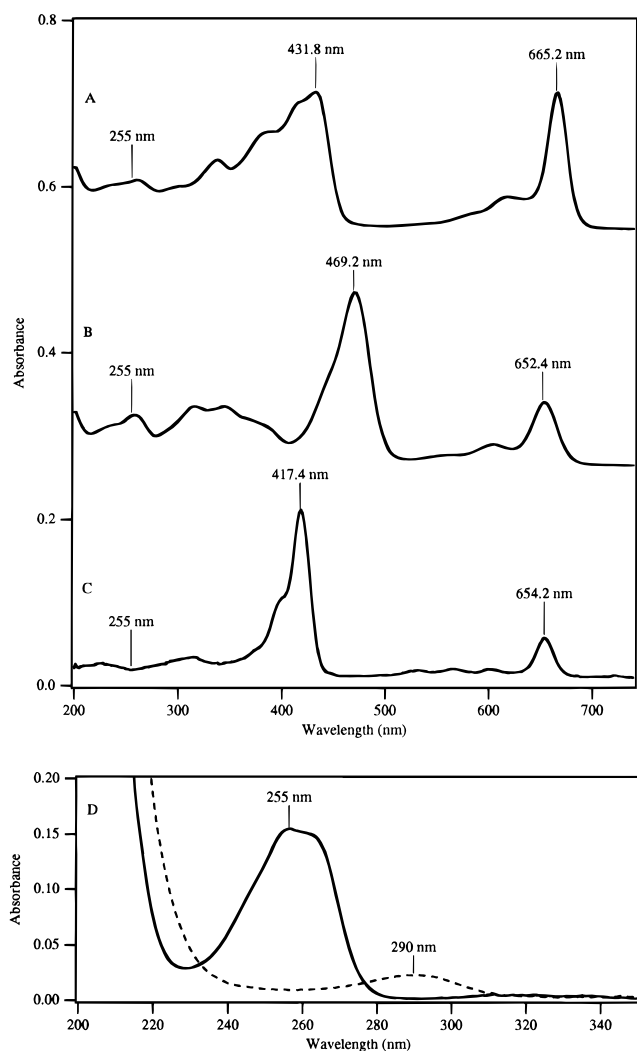 0.8
431.8 nm
665.2 nm
A
255 nm
0.6
469.2 nm
Absorbance
B
255 nm
652.4 nm
0.4
417.4 nm
0.2
C
255 nm
654.2 nm
0.0
200 300 400 500 600 700
Wavelength (nm)
0.20
D
255 nm
0.15
Absorbance
0.10
0.05
290 nm
0.00
200 220 240 260 280 300 320 340
Wavelength (nm)